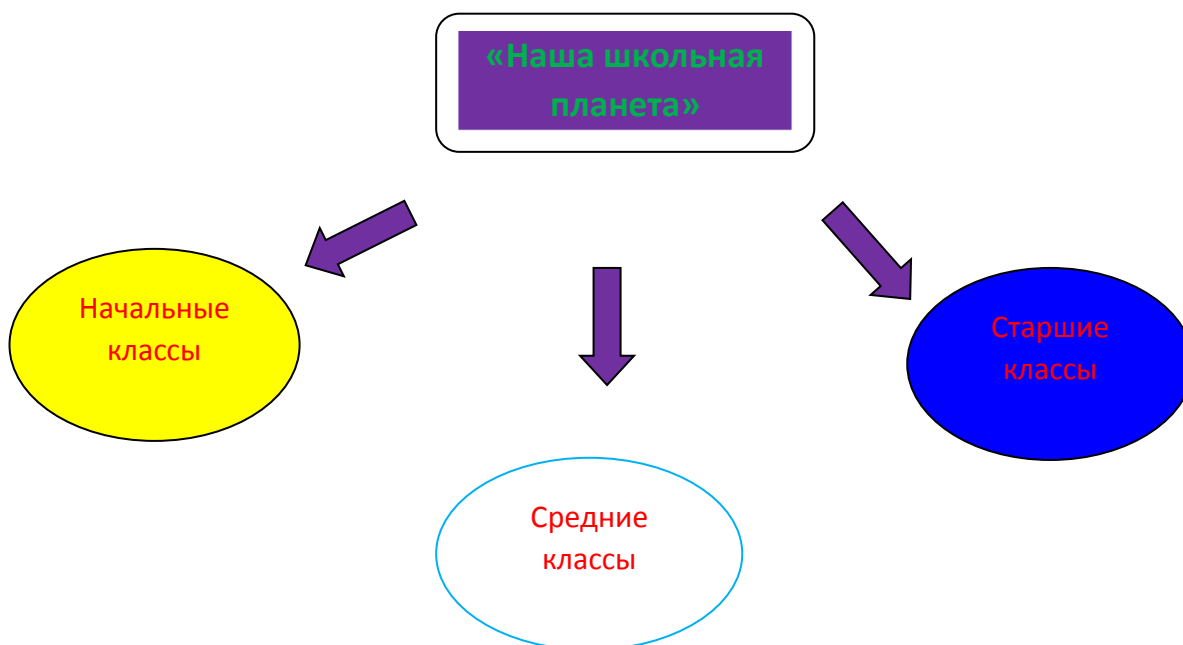 «Наша школьная
планета»
Начальные
классы
Старшие
классы
Средние
классы